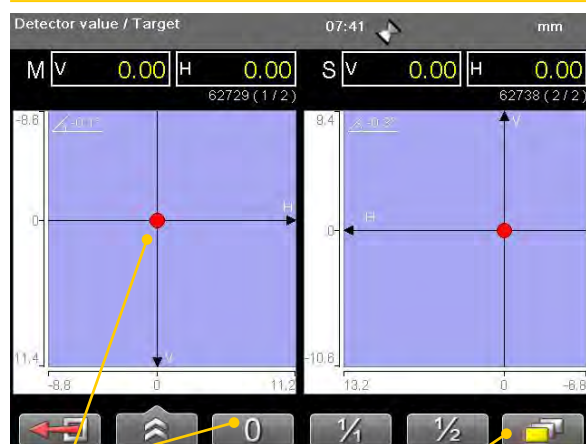 Detector value / Target 07:41 mm
M V 0.00 H 0.00 S V 0.00 H 0.00
62729 (1/2) 62738 (2/2)
-8.8 8.4
V
H
0 H 0
11,4 V -10.6
-8.8 0 11,2 13.2 0 -8.8
0 1/1 1/2